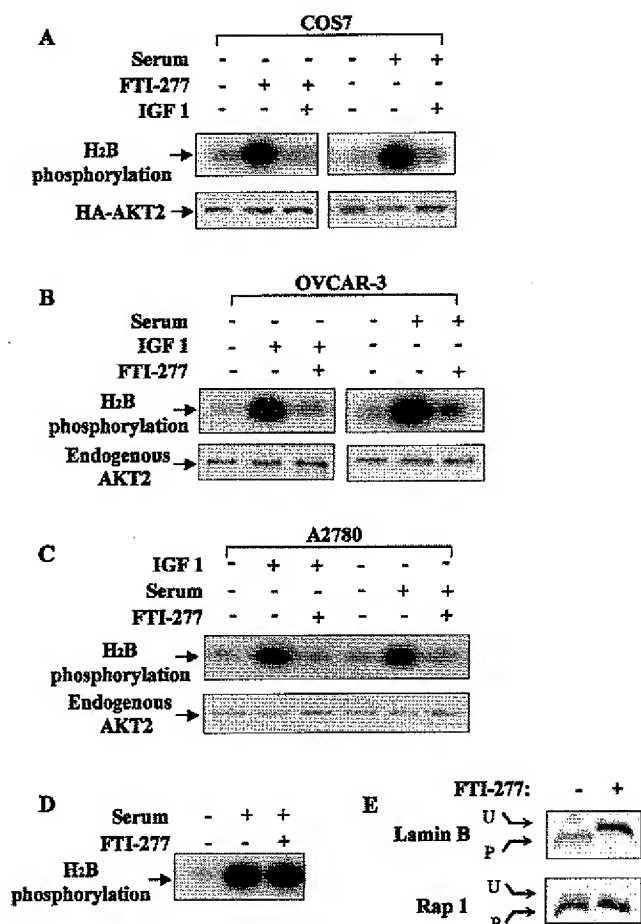 A
COS7
Serum - - - - + +
FTI-277 - + + - - -
IGF 1 - - + - - +
H2B phosphorylation
HA-AKT2
B
OVCAR-3
Serum - - - - + +
IGF 1 - + + - - -
FTI-277 - - + - - +
H2B phosphorylation
Endogenous AKT2
C
A2780
IGF 1 - + + - - -
Serum - - - - + +
FTI-277 - - + - - +
H2B phosphorylation
Endogenous AKT2
D
Serum - + +
FTI-277 - - +
H2B phosphorylation
E
FTI-277: - +
U
Lamin B
P
U
Rap 1
P